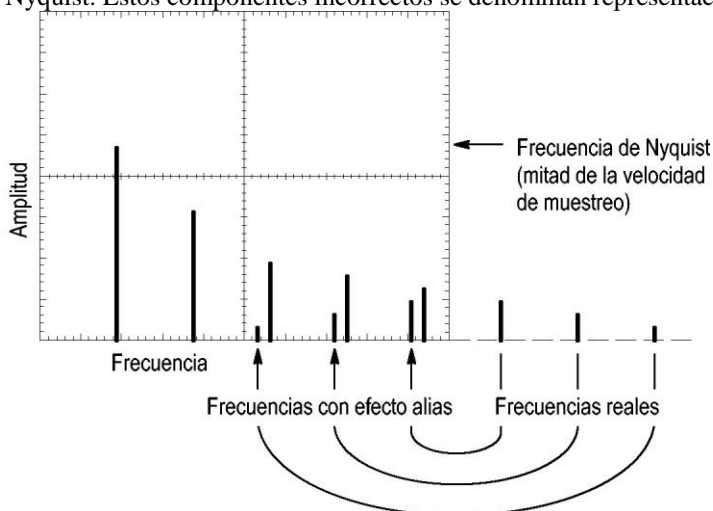 Nyquist. Estos componentes incorrectos se denominan
Amplitud
Frecuencia de Nyquist
(mitad de la velocidad
de muestreo)
Frecuencia
Frecuencias con efecto alias
Frecuencias reales